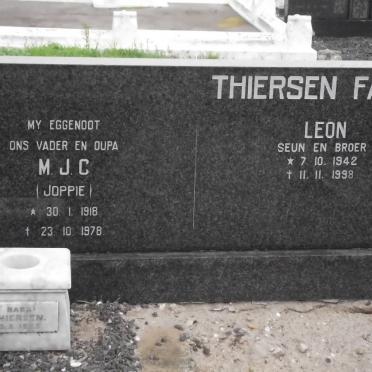 THIERSEN FA
MY EGGENOOT
ONS VADER EN OUPA
M.J.C
(JOPPIE)
* 30.1.1918
† 23.10.1978
LEON
SEUN EN BROER
* 7.10.1942
† 11.11.1998
BABA